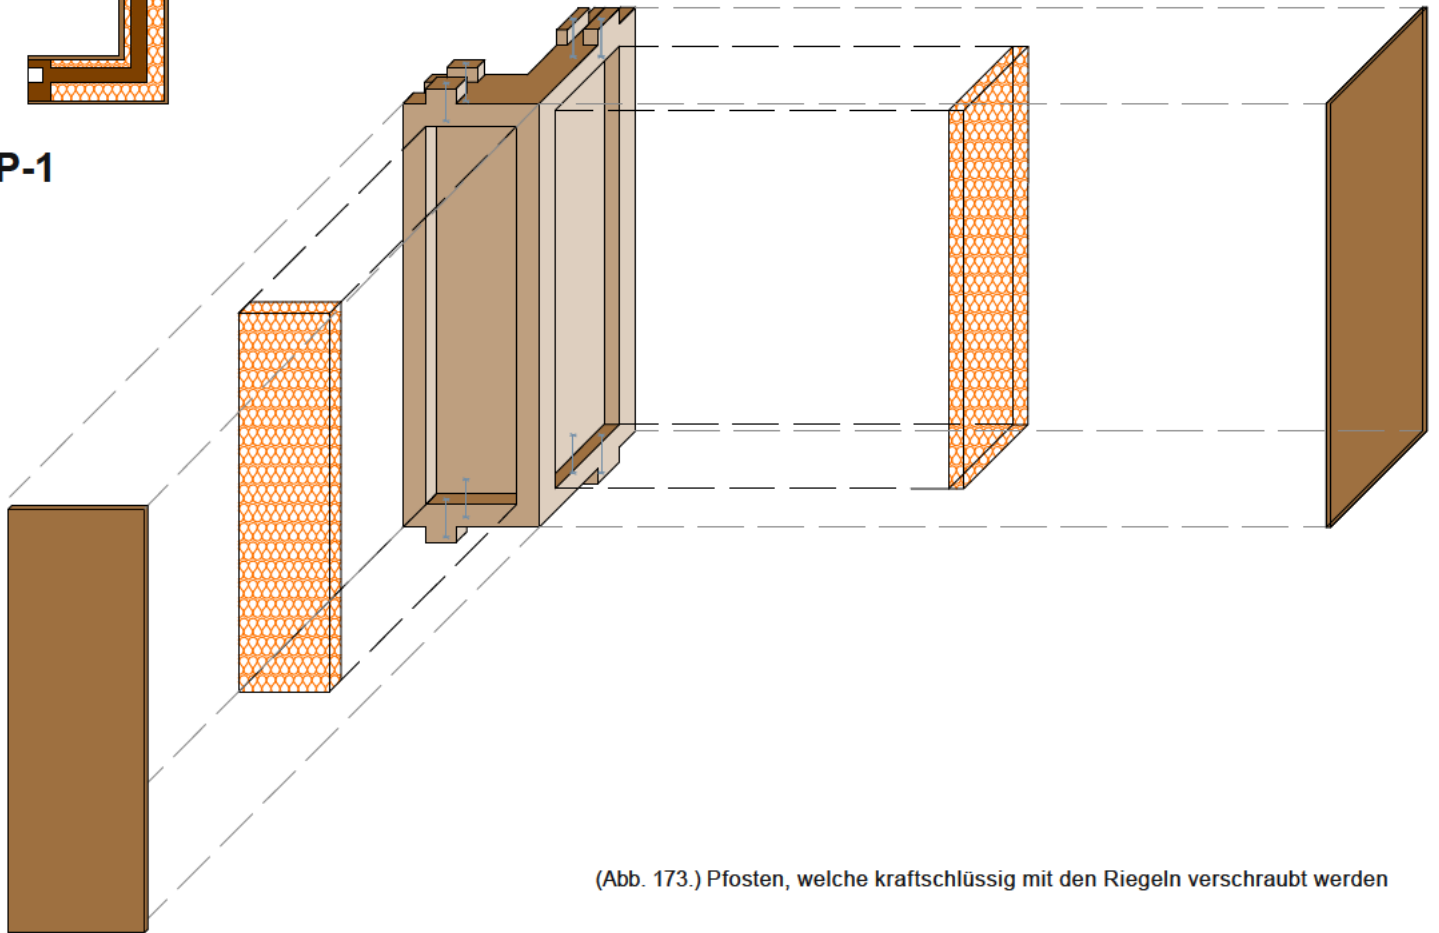 P-1
(Abb. 173.) Pfosten, welche kraftschlüssig mit den Riegeln verschraubt werden